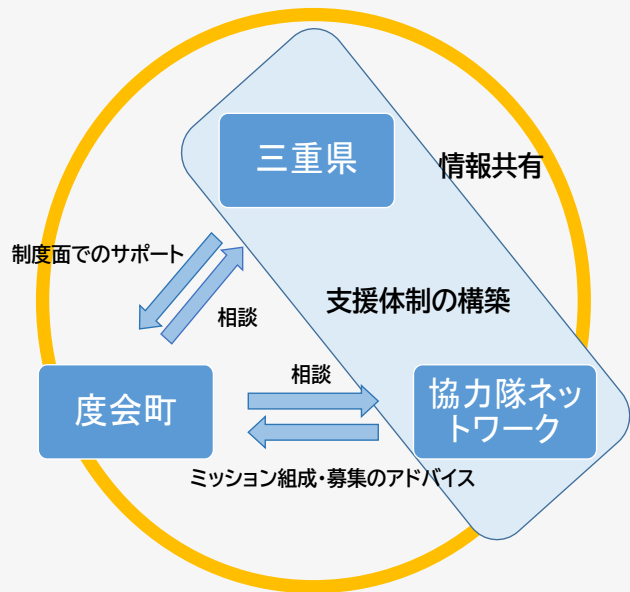 三重県
情報共有
制度面でのサポート
相談
支援体制の構築
相談
度会町
協力隊ネッ
トワーク
ミッション組成・募集のアドバイス